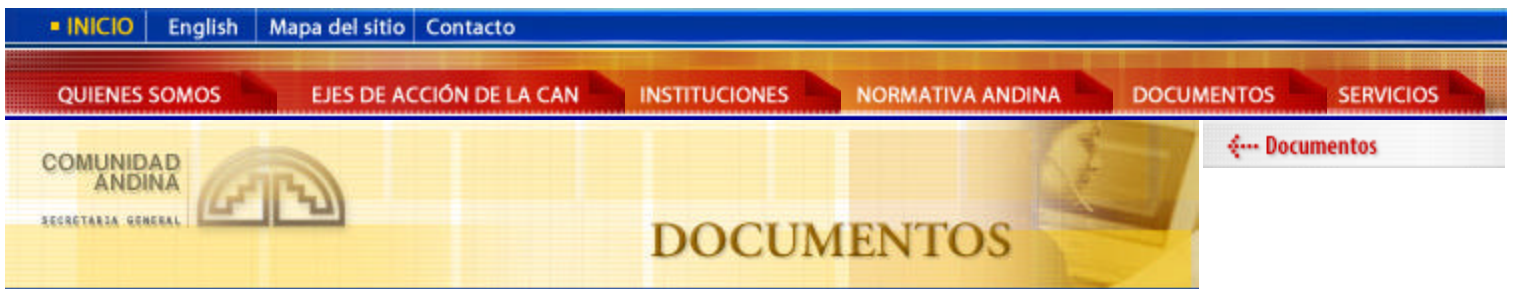 INICIO English Mapa del sitio Contacto
QUIENES SOMOS EJES DE ACCIÓN DE LA CAN INSTITUCIONES NORMATIVA ANDINA DOCUMENTOS SERVICIOS
Documentos
COMUNIDAD
ANDINA
SECRETARIA GENERAL
DOCUMENTOS